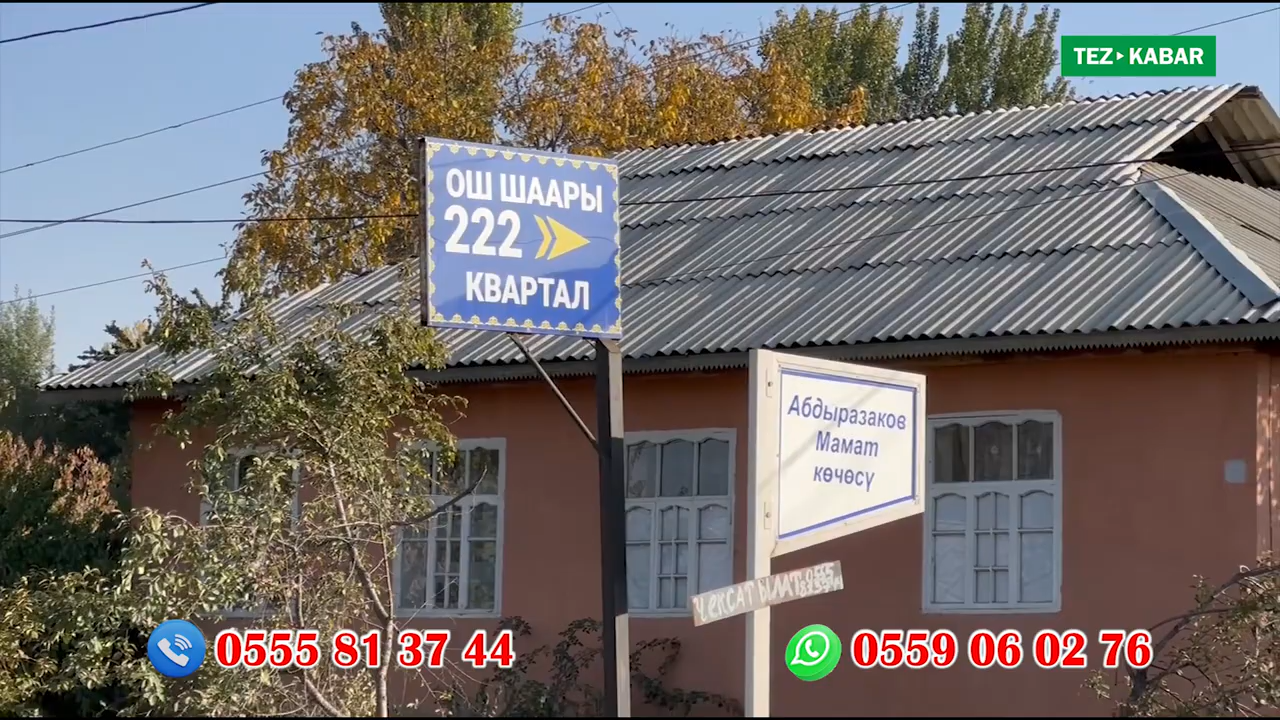 TEZ KABAR
ОШ ШААРЫ
222
КВАРТАЛ
Абдыразаков
Мамат
көчөсү
0555 81 37 44
0559 06 02 76